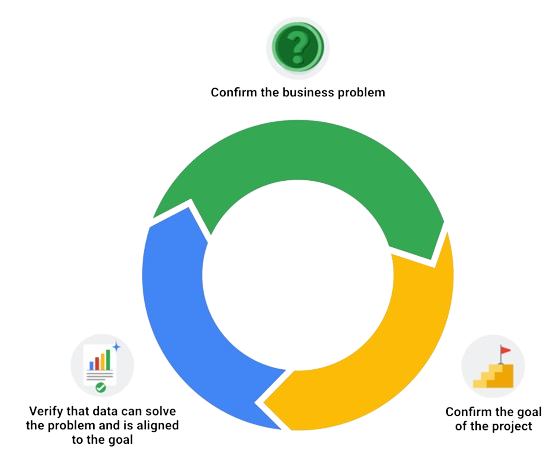 ?
Confirm the business problem
Verify that data can solve
the problem and is aligned
to the goal
Confirm the goal
of the project